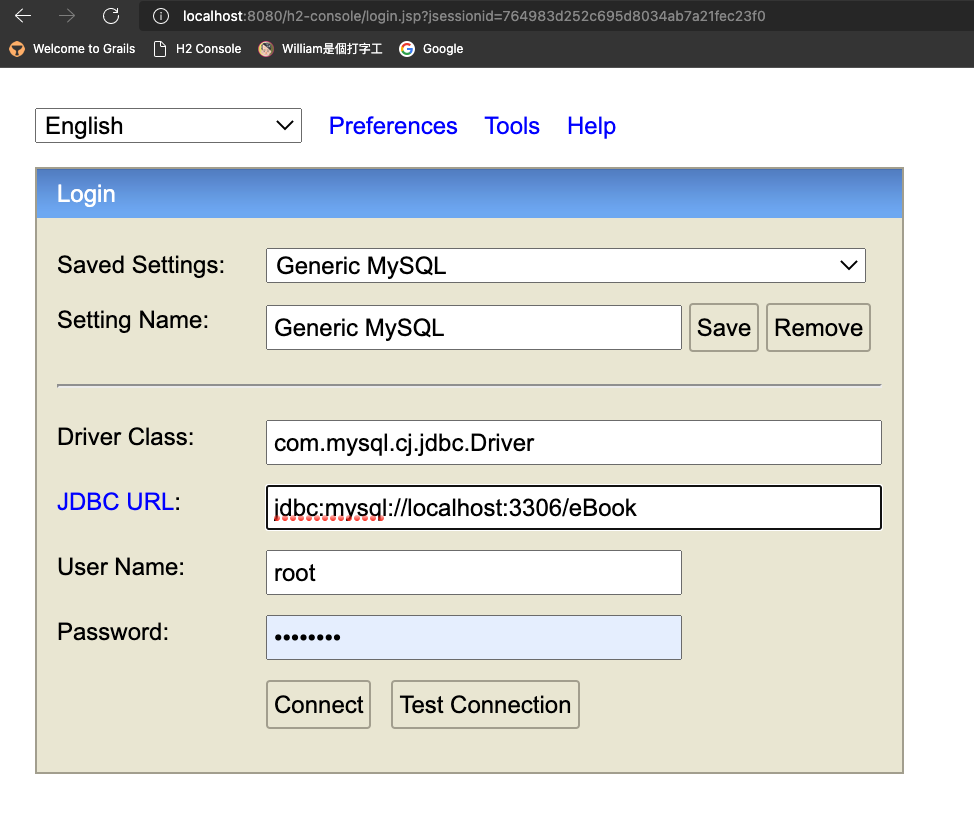 localhost:8080/h2-console/login.jsp?jsessionid=764983d252c695d8034ab7a21fec23f0
Welcome to Grails H2 Console William是個打字工 Google
English Preferences Tools Help
Login
Saved Settings: Generic MySQL
Setting Name: Generic MySQL Save Remove
Driver Class: com.mysql.cj.jdbc.Driver
JDBC URL: jdbc:mysql://localhost:3306/eBook
User Name: root
Password: ••••••••
Connect Test Connection